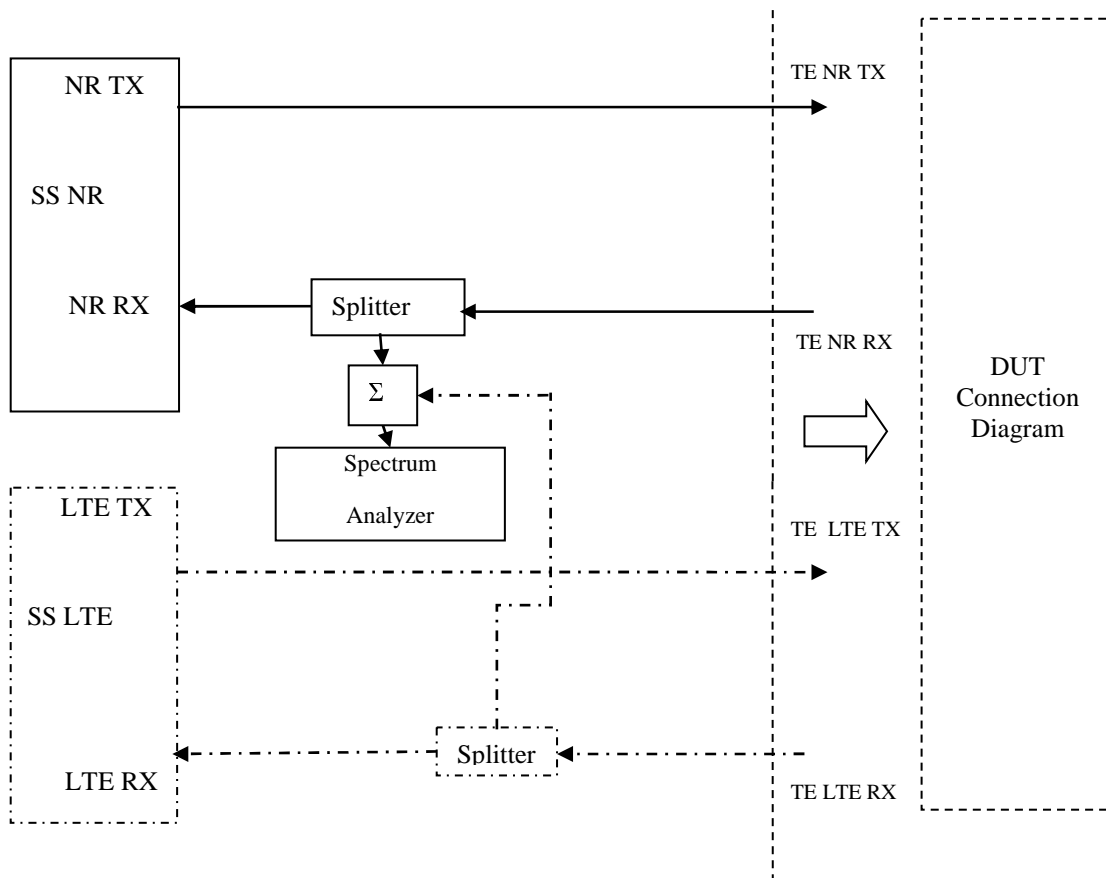 NR TX
SS NR
NR RX
Splitter
Σ
Spectrum
Analyzer
LTE TX
SS LTE
LTE RX
Splitter
TE NR TX
TE NR RX
TE LTE TX
TE LTE RX
DUT
Connection
Diagram